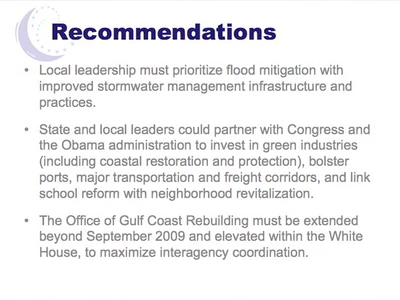 Recommendations
• Local leadership must prioritize flood mitigation with
improved stormwater management infrastructure and
practices.
• State and local leaders could partner with Congress and
the Obama administration to invest in green industries
(including coastal restoration and protection), bolster
ports, major transportation and freight corridors, and link
school reform with neighborhood revitalization.
• The Office of Gulf Coast Rebuilding must be extended
beyond September 2009 and elevated within the White
House, to maximize interagency coordination.